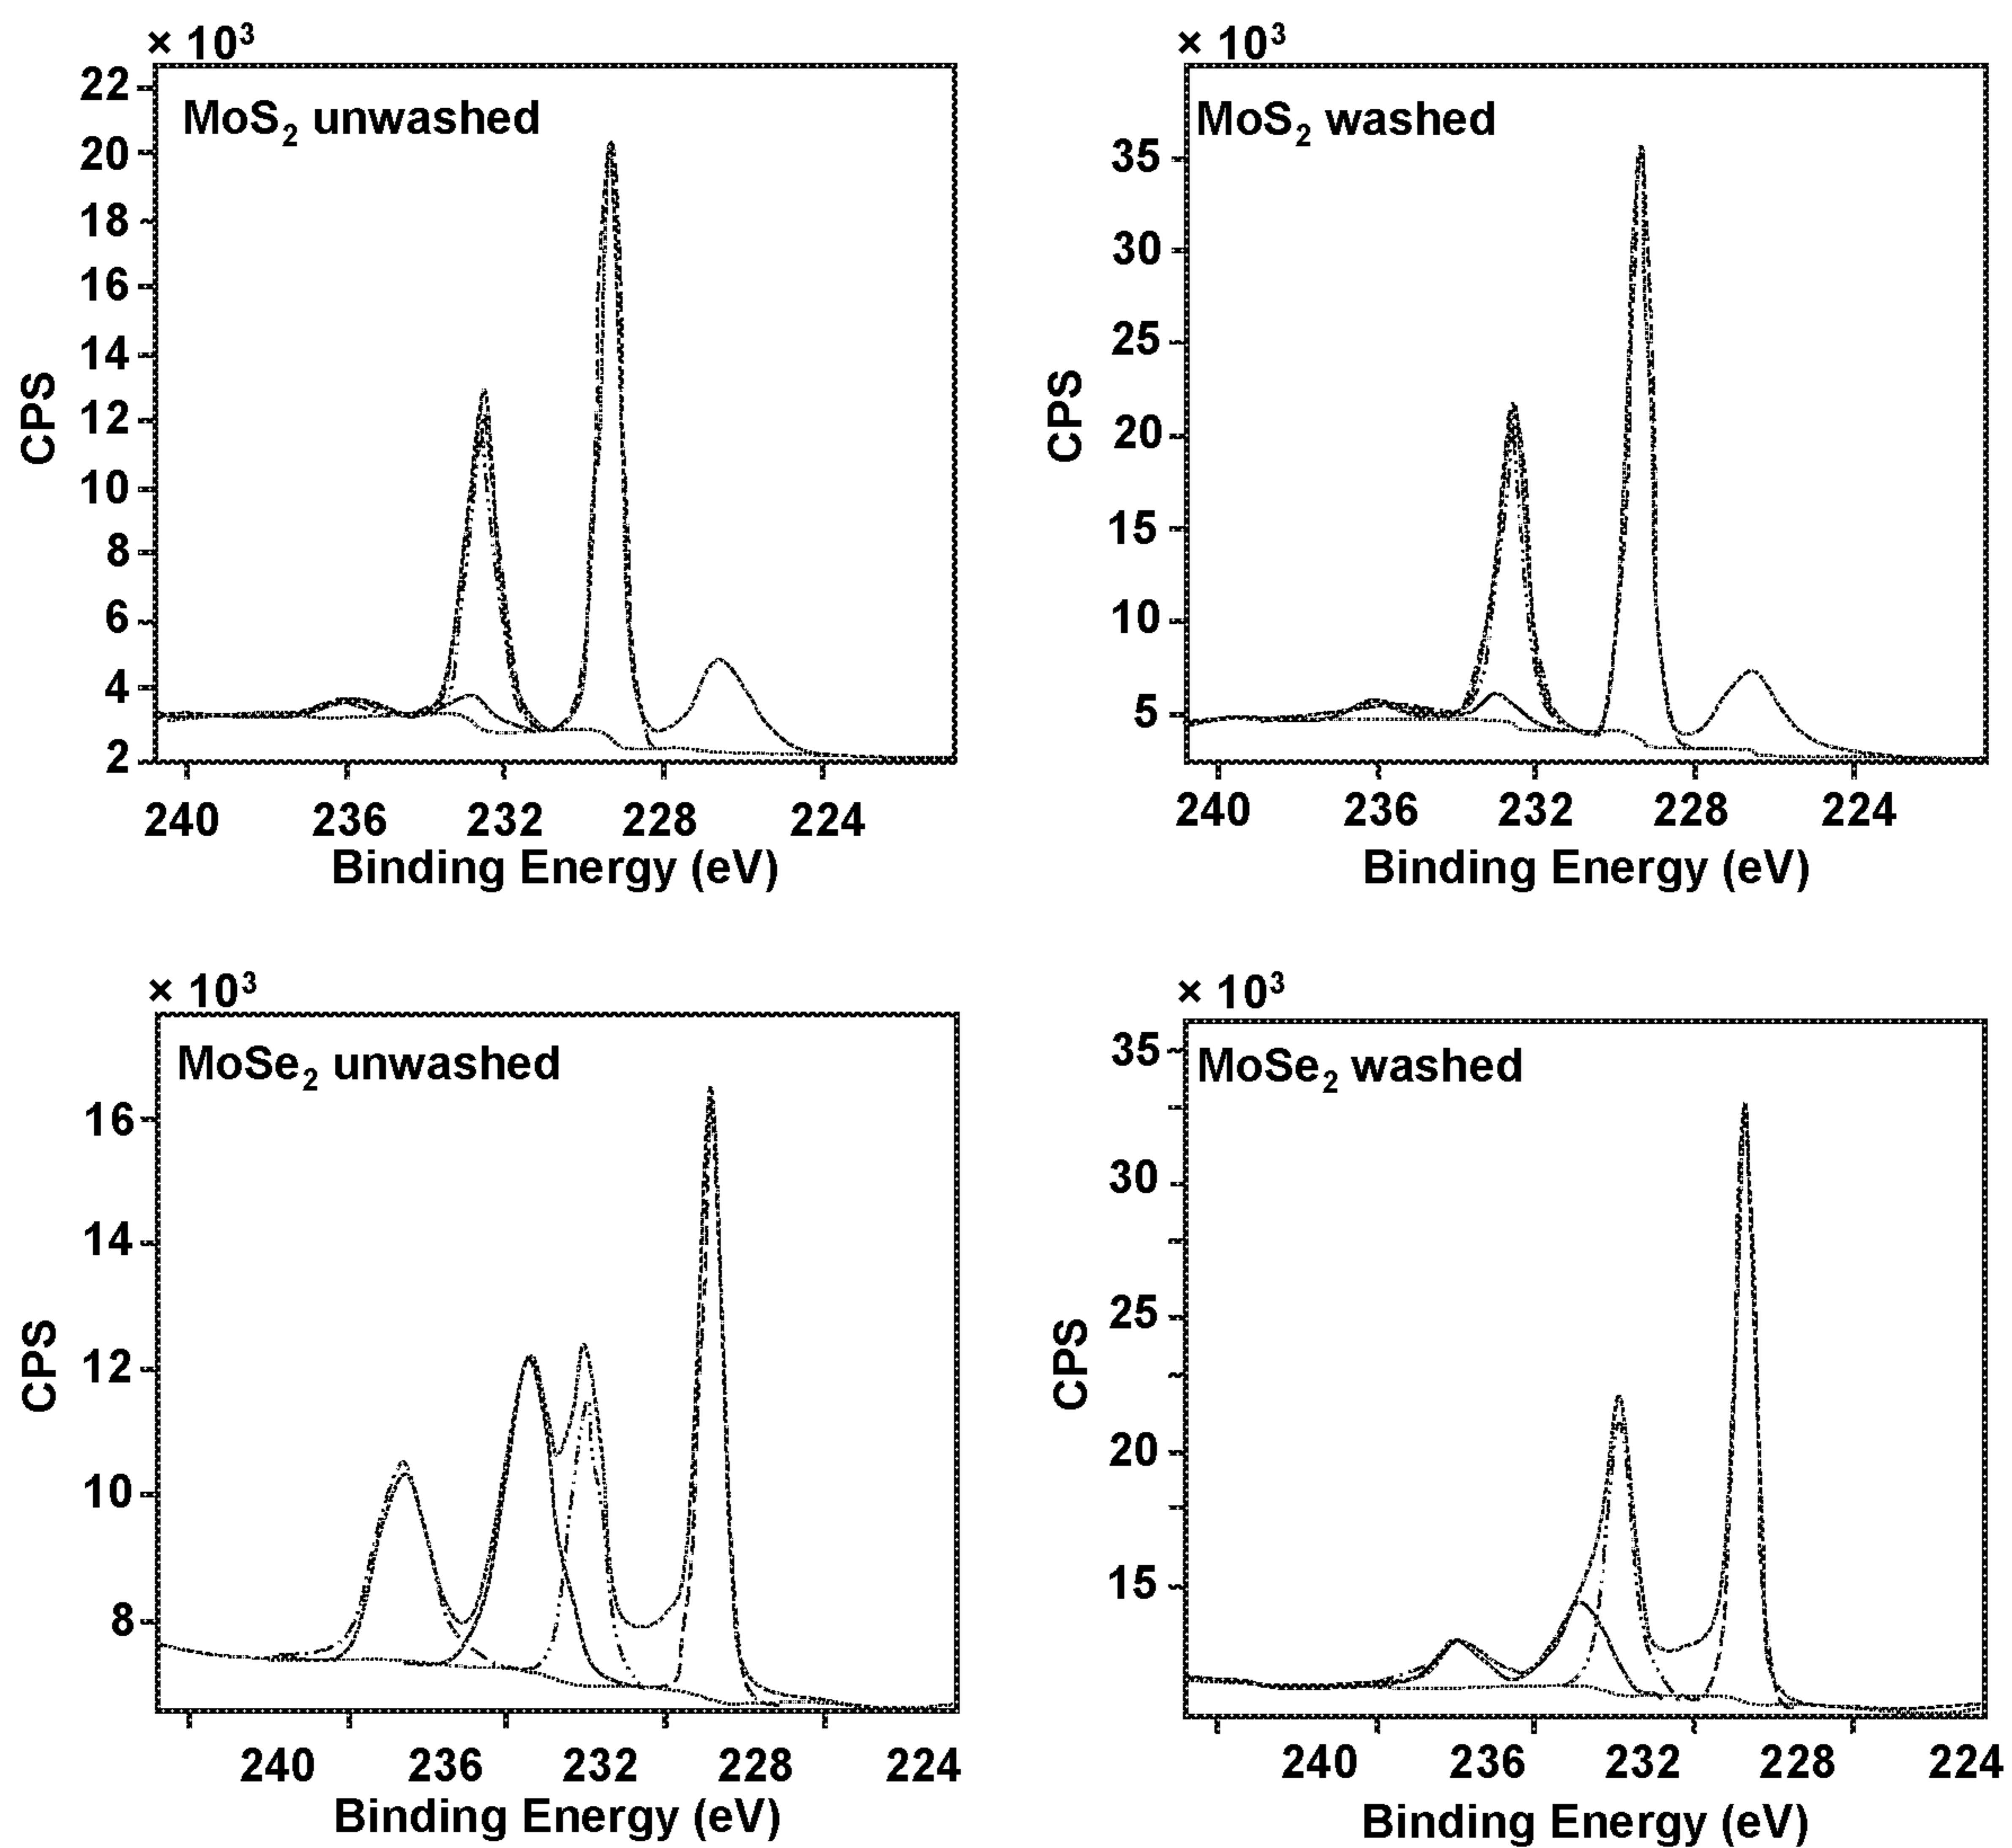 × 10³
MoS₂ unwashed
22
20
18
16
14
12
10
8
6
4
2
CPS
240 236 232 228 224
Binding Energy (eV)
× 10³
MoS₂ washed
35
30
25
20
15
10
5
CPS
240 236 232 228 224
Binding Energy (eV)
× 10³
MoSe₂ unwashed
16
14
12
10
8
CPS
240 236 232 228 224
Binding Energy (eV)
× 10³
MoSe₂ washed
35
30
25
20
15
CPS
240 236 232 228 224
Binding Energy (eV)